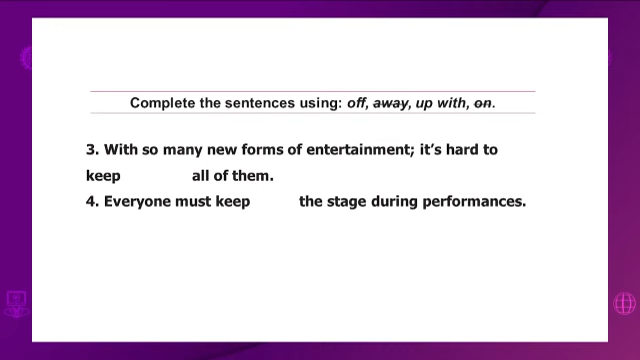 Complete the sentences using: off, away, up with, on.
3. With so many new forms of entertainment; it’s hard to
keep all of them.
4. Everyone must keep the stage during performances.